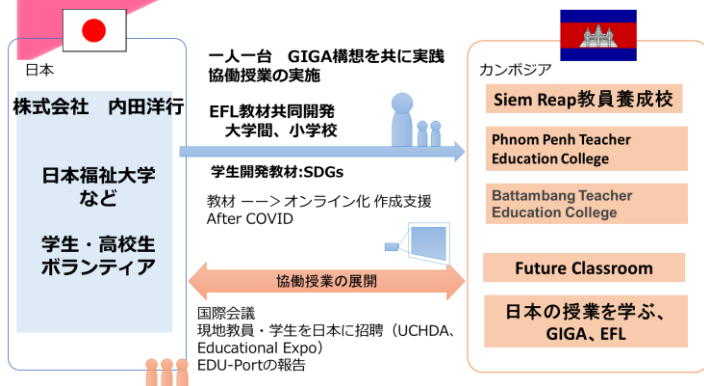 日本
株式会社　内田洋行
日本福祉大学
など
学生・高校生
ボランティア
一人一台　GIGA構想を共に実践
協働授業の実施
EFL教材共同開発
大学間、小学校
学生開発教材:SDGs
教材 ーー＞オンライン化 作成支援
After COVID
協働授業の展開
国際会議
現地教員・学生を日本に招聘（UCHDA、
Educational Expo）
EDU-Portの報告
カンボジア
Siem Reap教員養成校
Phnom Penh Teacher
Education College
Battambang Teacher
Education College
Future Classroom
日本の授業を学ぶ、
GIGA、EFL